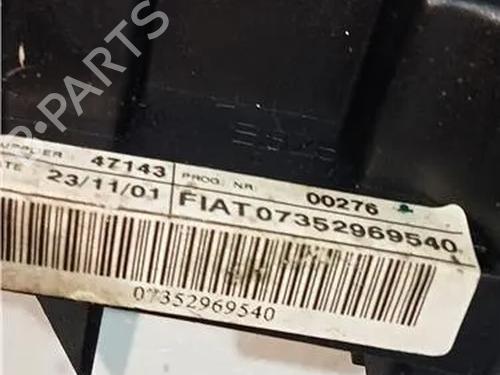 B-PARTS
UPPLIER 47143 PROG. NR. 00276
ATE 23/11/01 FIAT 07352969540
07352969540